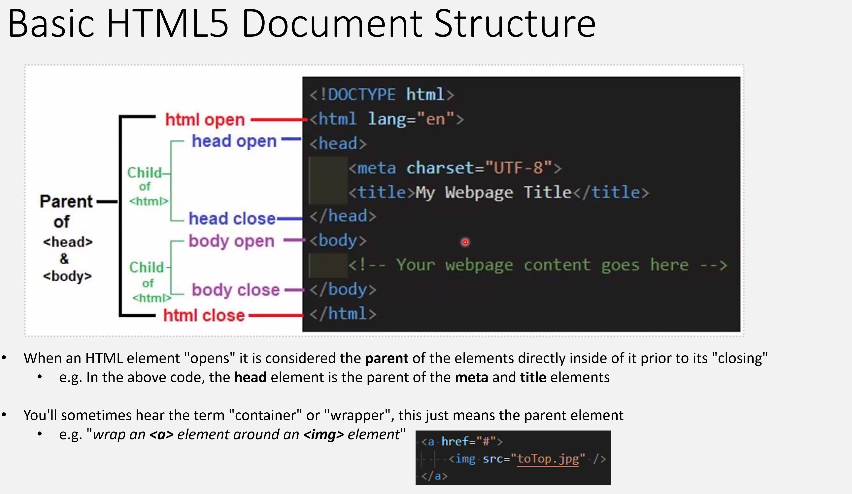 Basic HTML5 Document Structure
<!DOCTYPE html>
html open
<html lang="en">
head open
<head>
Child
of
<html>
<meta charset="UTF-8">
<title>My Webpage Title</title>
Parent
of
<head>
&
<body>
head close
</head>
body open
<body>
Child
of
<html>
<!-- Your webpage content goes here -->
body close
</body>
html close
</html>
• When an HTML element "opens" it is considered the parent of the elements directly inside of it prior to its "closing"
• e.g. In the above code, the head element is the parent of the meta and title elements
• You'll sometimes hear the term "container" or "wrapper", this just means the parent element
• e.g. "wrap an <a> element around an <img> element"
<a href="#">
<img src="toTop.jpg" />
</a>